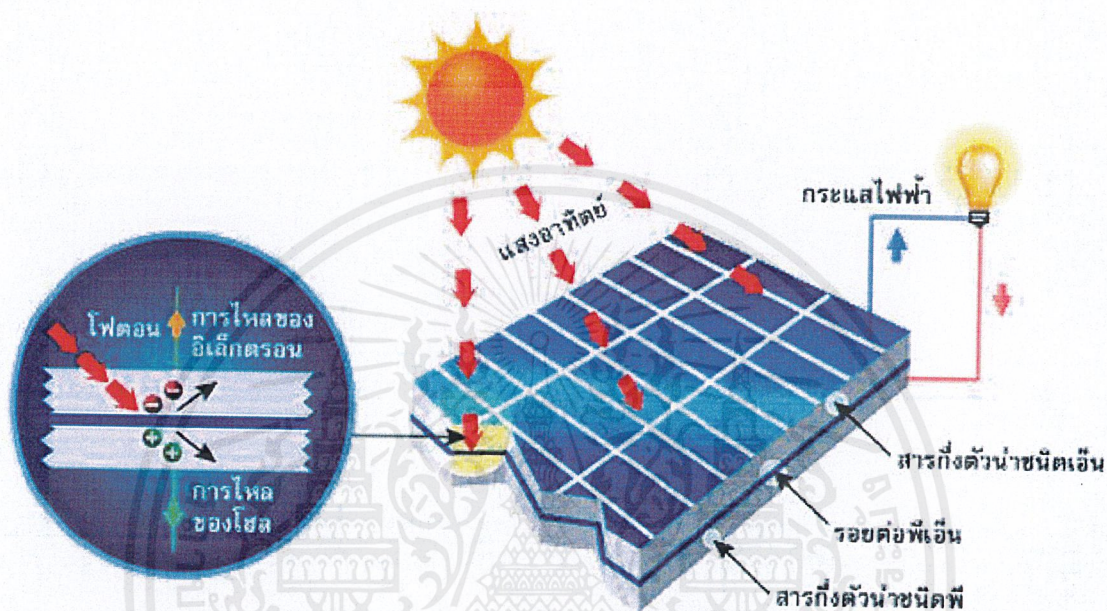 กระแสไฟฟ้า
แสงอาทิตย์
โฟตอน
การไหลของ
อิเล็กตรอน
การไหล
ของโฮล
สารกึ่งตัวนำชนิดเอ็น
รอยต่อพีเอ็น
สารกึ่งตัวนำชนิดพี